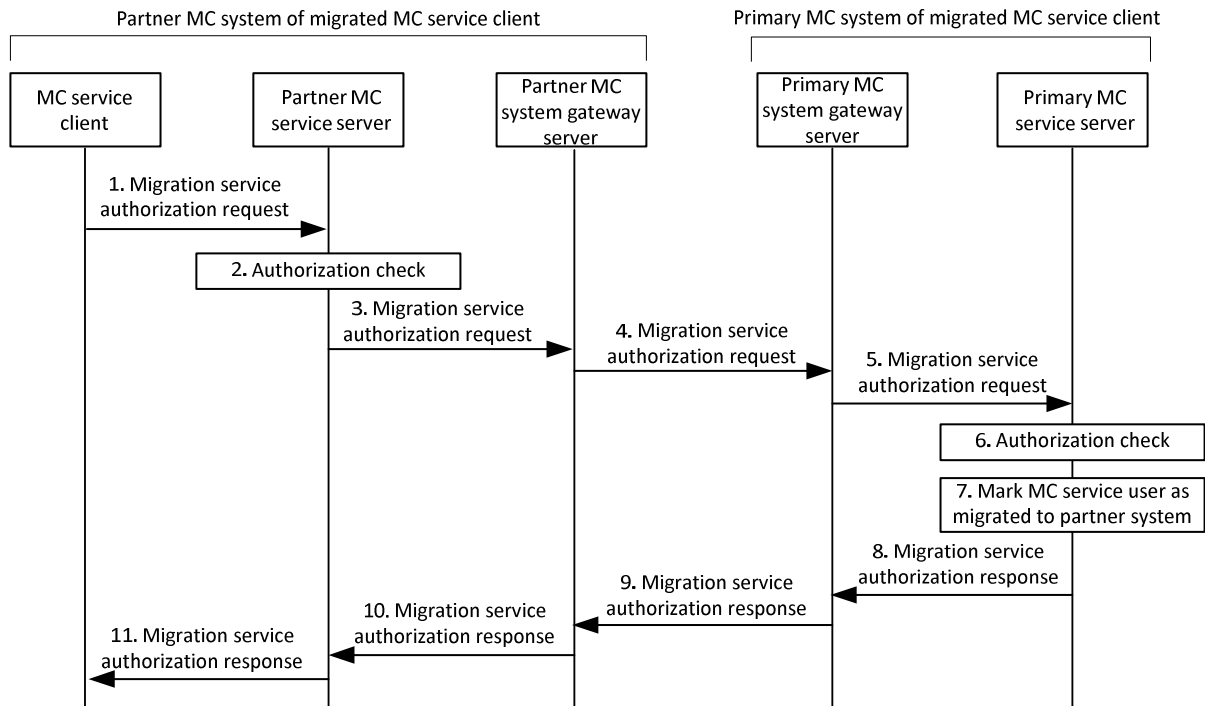 Partner MC system of migrated MC service client
Primary MC system of migrated MC service client
MC service
client
Partner MC
service server
Partner MC
system gateway
server
Primary MC
system gateway
server
Primary MC
service server
1. Migration service
authorization request
2. Authorization check
3. Migration service
authorization request
4. Migration service
authorization request
5. Migration service
authorization request
6. Authorization check
7. Mark MC service user as
migrated to partner system
8. Migration service
authorization response
9. Migration service
authorization response
10. Migration service
authorization response
11. Migration service
authorization response